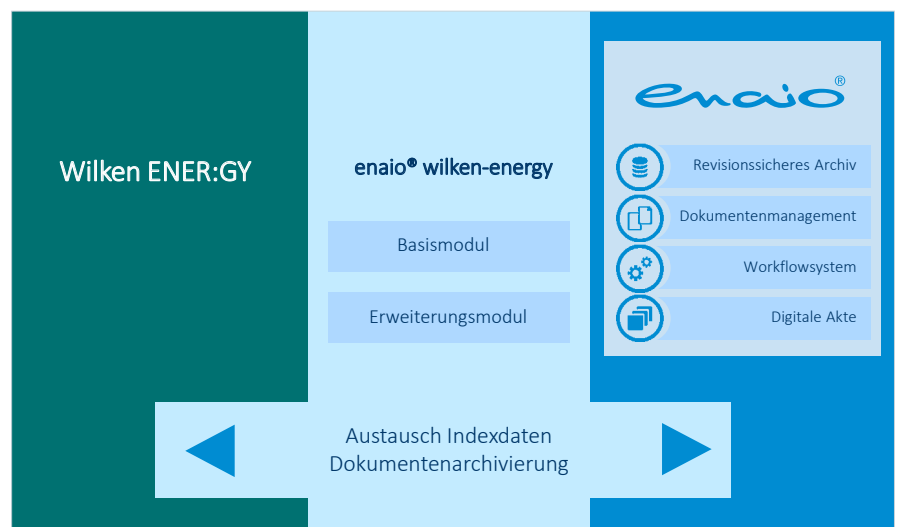 Wilken ENER:GY
enaio® wilken-energy
Basismodul
Erweiterungsmodul
enaio®
Revisionssicheres Archiv
Dokumentenmanagement
Workflowsystem
Digitale Akte
Austausch Indexdaten
Dokumentenarchivierung